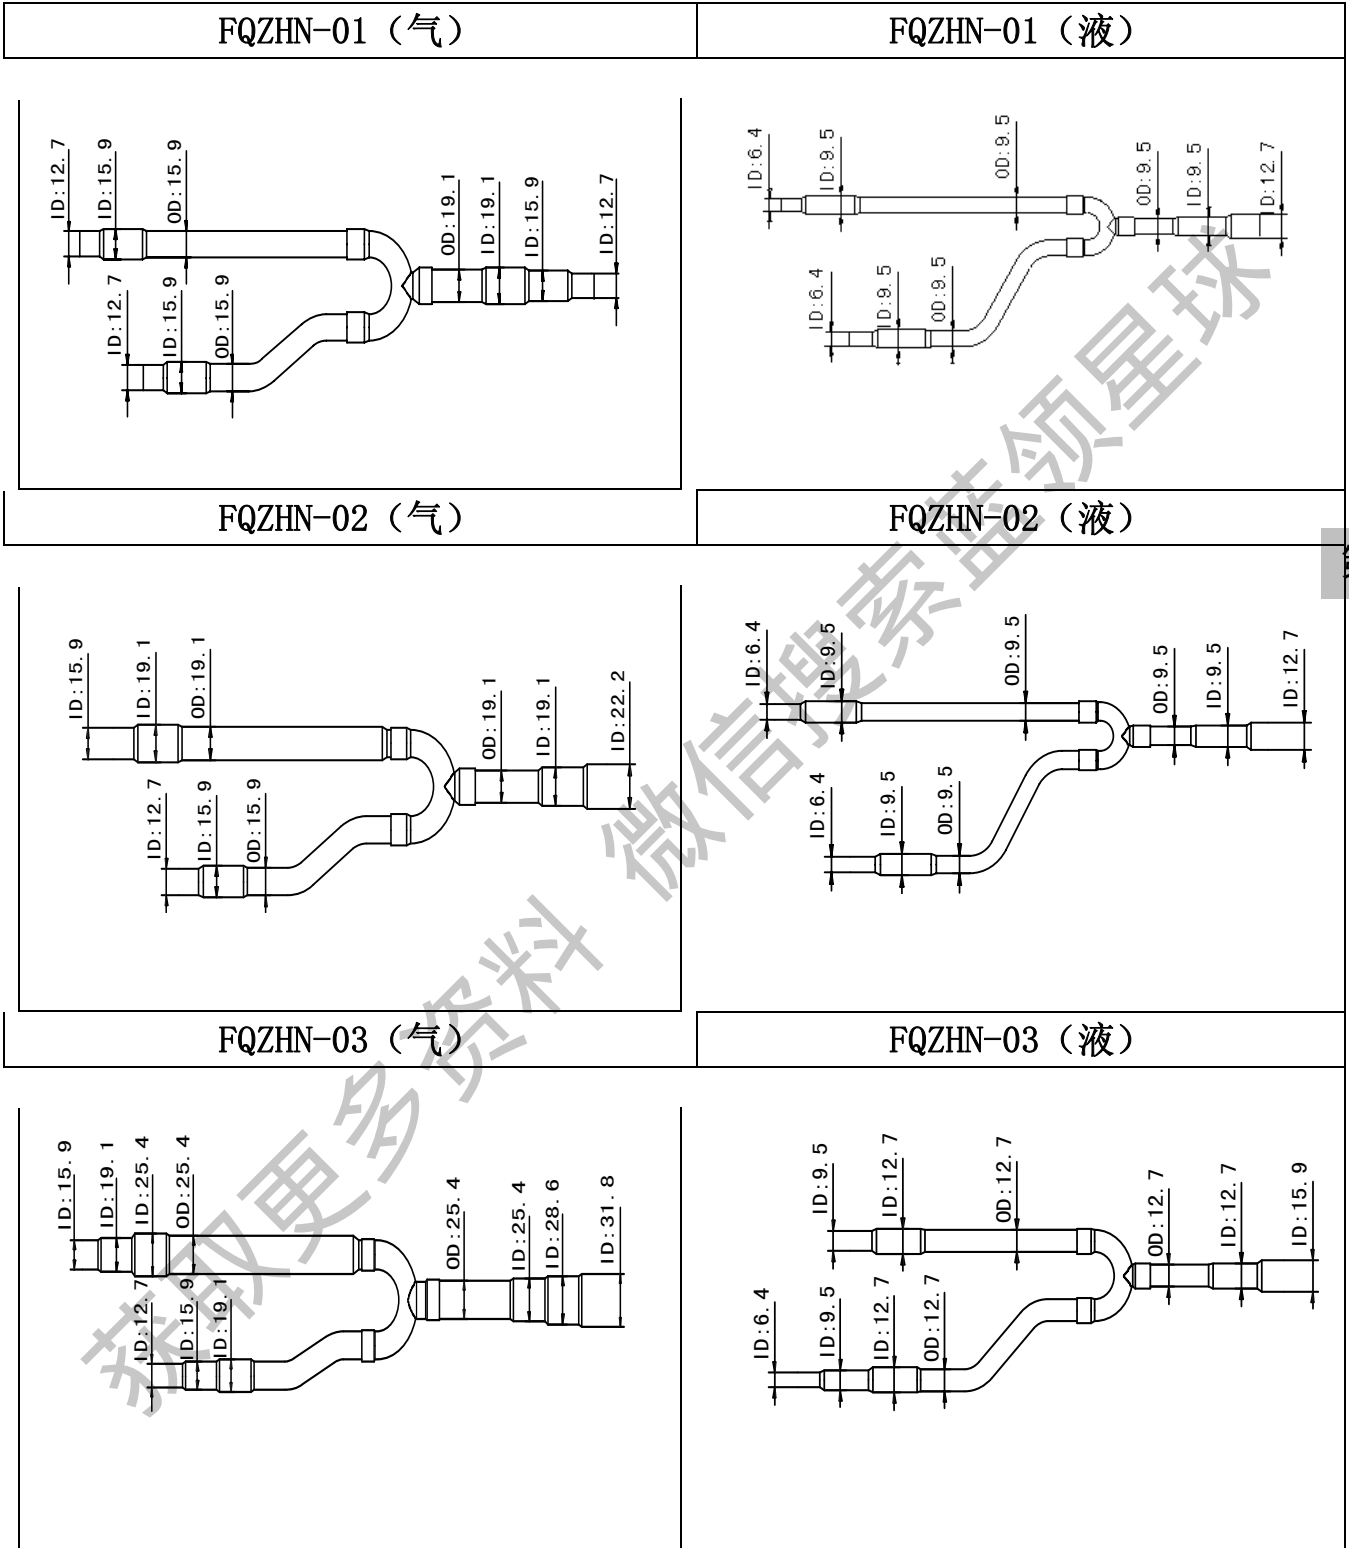 FQZHN-01（气）
FQZHN-01（液）
ID:12.7
ID:15.9
OD:15.9
OD:19.1
ID:19.1
ID:15.9
ID:12.7
ID:12.7
ID:15.9
OD:15.9
ID:6.4
ID:9.5
OD:9.5
OD:9.5
ID:9.5
ID:12.7
ID:6.4
ID:9.5
OD:9.5
FQZHN-02（气）
FQZHN-02（液）
ID:15.9
ID:19.1
OD:19.1
OD:19.1
ID:19.1
ID:22.2
ID:12.7
ID:15.9
OD:15.9
ID:6.4
ID:9.5
OD:9.5
OD:9.5
ID:9.5
ID:12.7
ID:6.4
ID:9.5
OD:9.5
FQZHN-03（气）
FQZHN-03（液）
ID:15.9
ID:19.1
ID:25.4
OD:25.4
OD:25.4
ID:25.4
ID:28.6
ID:31.8
ID:12.7
ID:15.9
ID:19.1
ID:9.5
ID:12.7
OD:12.7
OD:12.7
ID:12.7
ID:15.9
ID:6.4
ID:9.5
ID:12.7
OD:12.7
获取更多资料 微信搜索蓝领星球